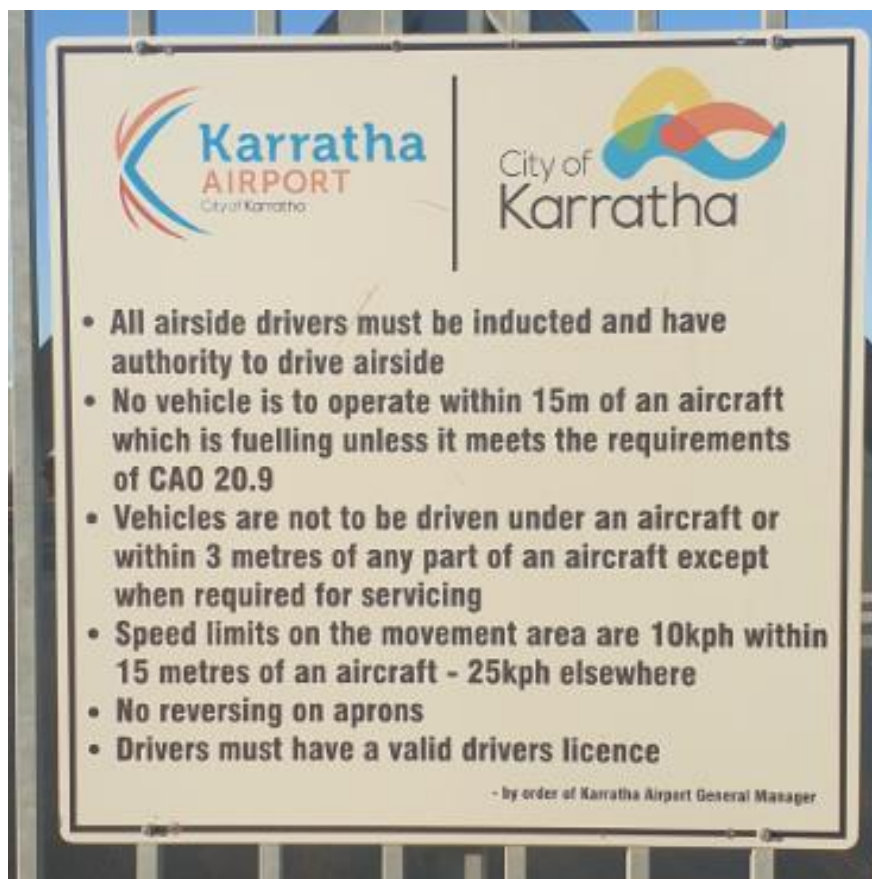 Karratha
AIRPORT
City of Karratha
City of
Karratha
• All airside drivers must be inducted and have
authority to drive airside
• No vehicle is to operate within 15m of an aircraft
which is fuelling unless it meets the requirements
of CAO 20.9
• Vehicles are not to be driven under an aircraft or
within 3 metres of any part of an aircraft except
when required for servicing
• Speed limits on the movement area are 10kph within
15 metres of an aircraft - 25kph elsewhere
• No reversing on aprons
• Drivers must have a valid drivers licence
- by order of Karratha Airport General Manager